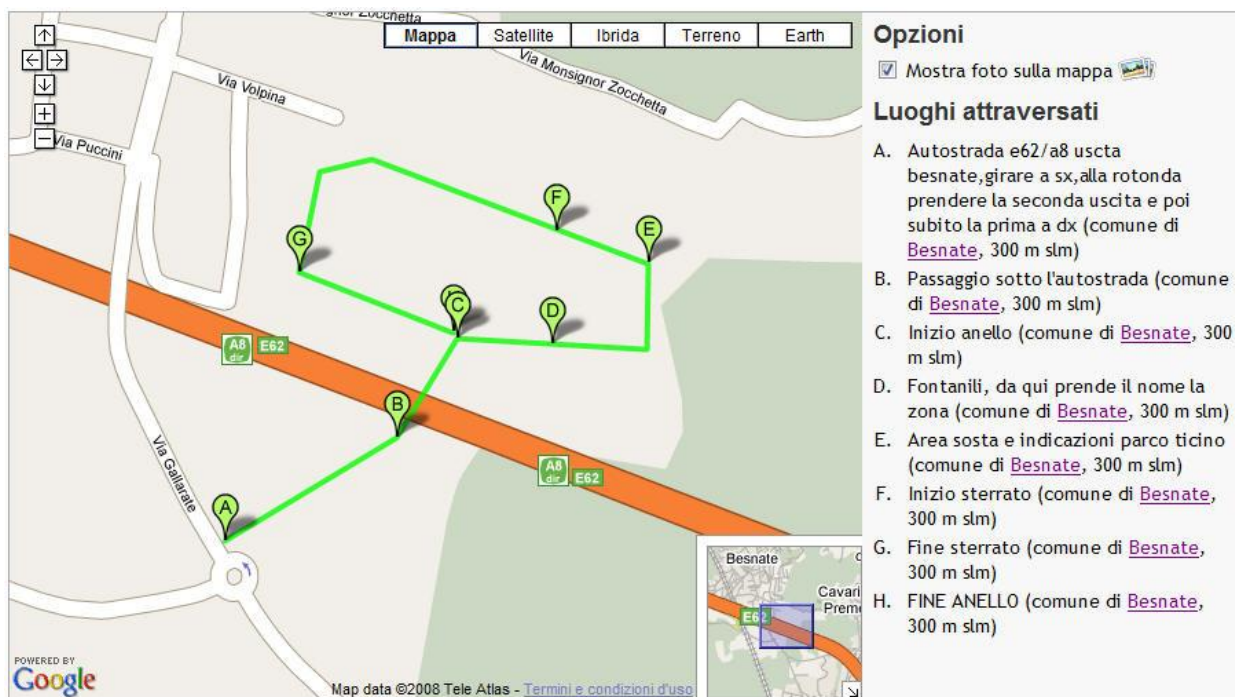 Zocchetta
Mappa
Satellite
Ibrida
Terreno
Earth
Via Monsignor Zocchetta
Via Volpina
Via Puccini
F
E
G
C
D
A8
dir
E62
B
Via Gallarate
A8
dir
E62
A
Besnate
Cavari
Prem
E62
POWERED BY
Google
Map data ©2008 Tele Atlas - Termini e condizioni d'uso
Opzioni
Mostra foto sulla mappa
Luoghi attraversati
A. Autostrada e62/a8 uscta
besnate,girare a sx,alla rotonda
prendere la seconda uscita e poi
subito la prima a dx (comune di
Besnate, 300 m slm)
B. Passaggio sotto l'autostrada (comune
di Besnate, 300 m slm)
C. Inizio anello (comune di Besnate, 300
m slm)
D. Fontanili, da qui prende il nome la
zona (comune di Besnate, 300 m slm)
E. Area sosta e indicazioni parco ticino
(comune di Besnate, 300 m slm)
F. Inizio sterrato (comune di Besnate,
300 m slm)
G. Fine sterrato (comune di Besnate,
300 m slm)
H. FINE ANELLO (comune di Besnate,
300 m slm)